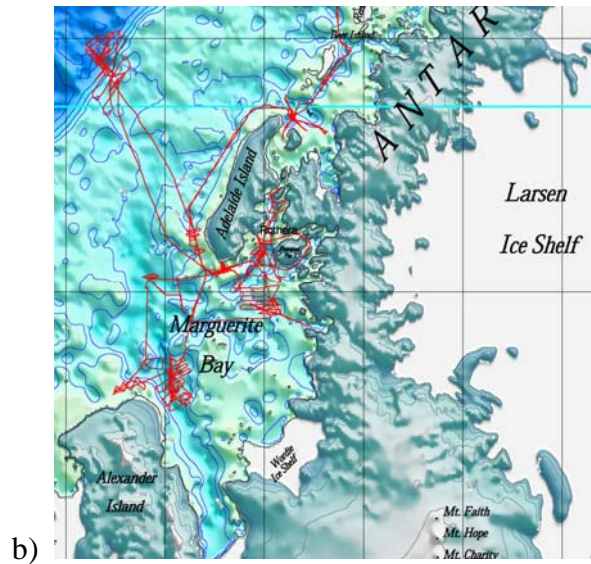 Beer Island
ANTAR
Adelaide Island
Larsen
Ice Shelf
Rothera
Marguerite
Bay
Wordie
Ice Shelf
Alexander
Island
Mt. Faith
Mt. Hope
Mt. Charity
b)